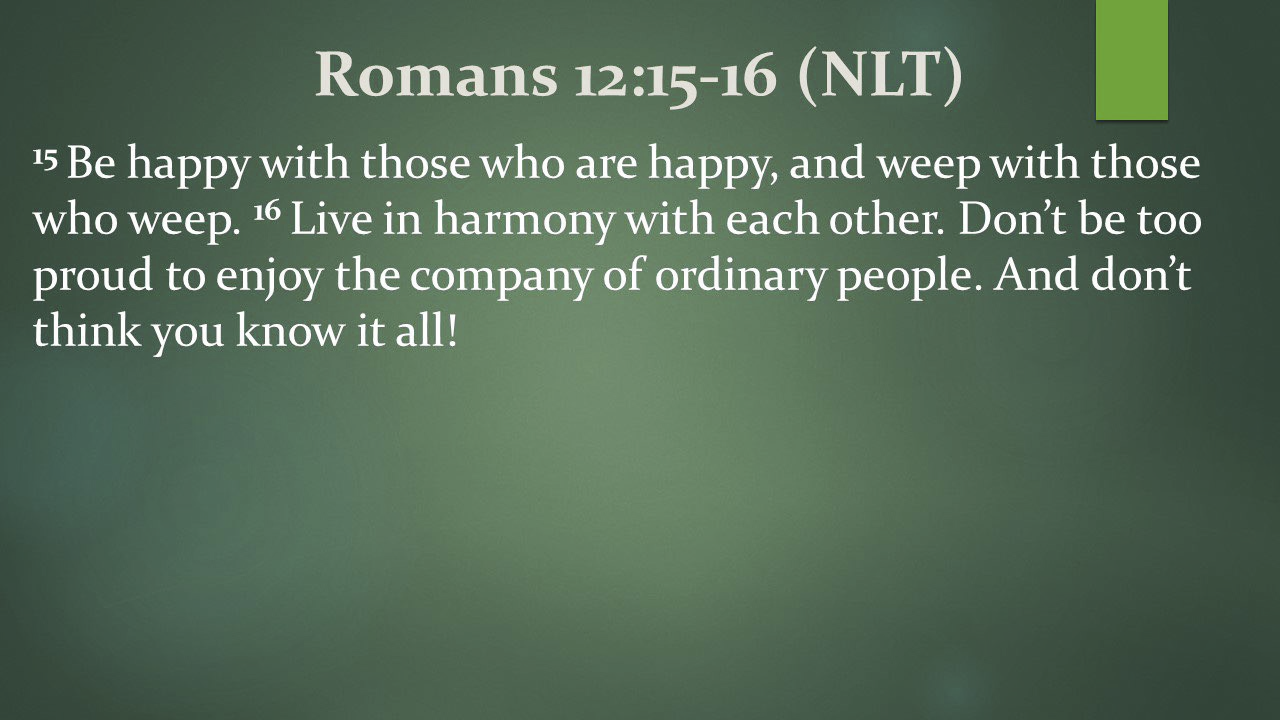 Romans 12:15-16 (NLT)
15 Be happy with those who are happy, and weep with those
who weep. 16 Live in harmony with each other. Don’t be too
proud to enjoy the company of ordinary people. And don’t
think you know it all!